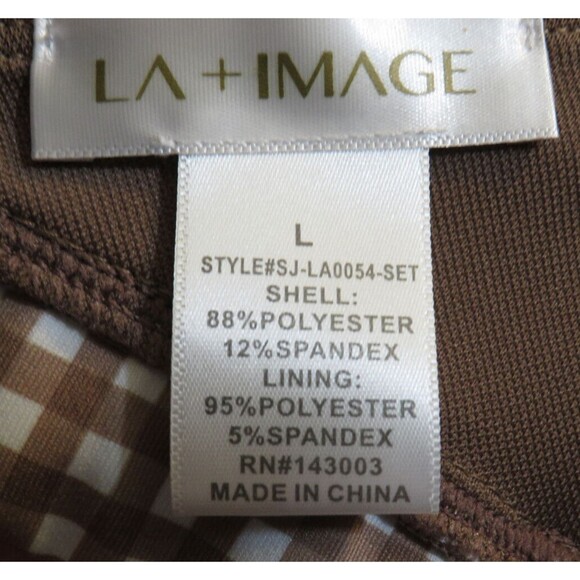 LA +IMAGE
L
STYLE#SJ-LA0054-SET
SHELL:
88%POLYESTER
12%SPANDEX
LINING:
95%POLYESTER
5%SPANDEX
RN#143003
MADE IN CHINA